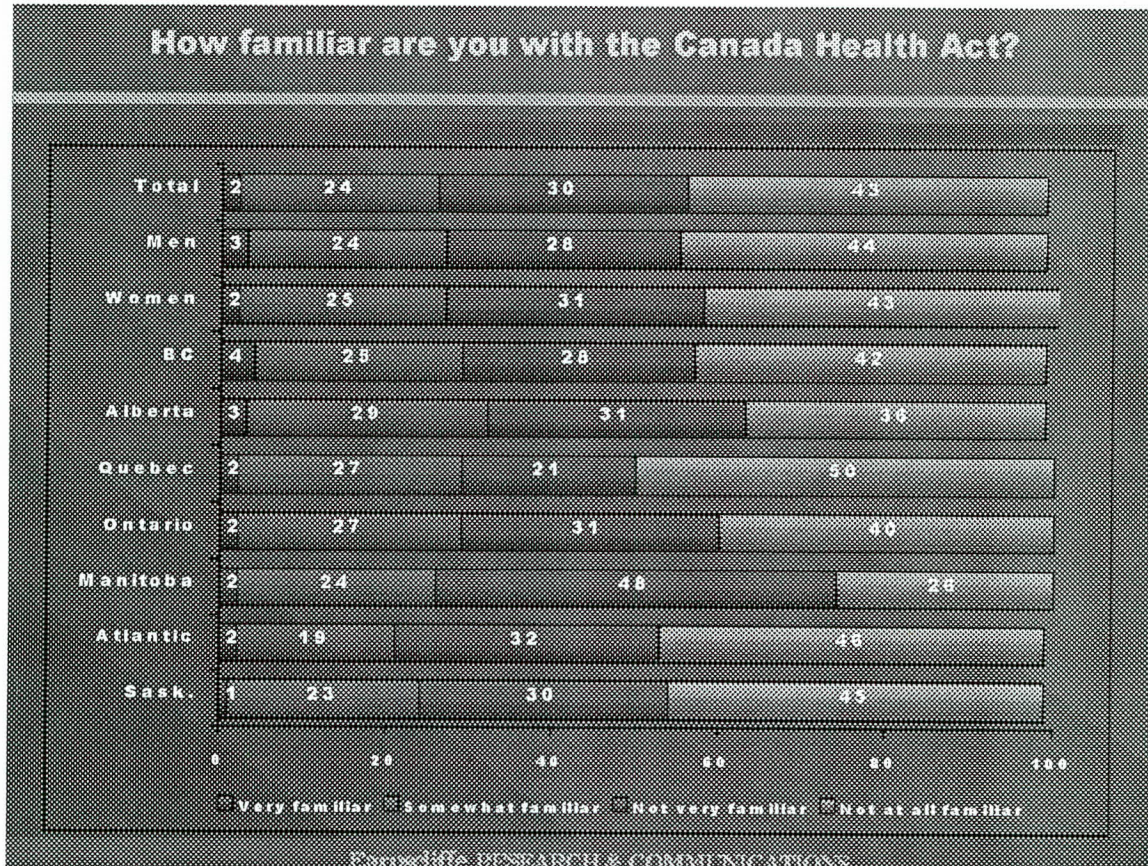 How familiar are you with the Canada Health Act?
Total 2 24 30 43
Men 3 24 28 44
Women 2 25 31 43
BC 4 25 28 42
Alberta 3 29 31 36
Quebec 2 27 21 50
Ontario 2 27 31 40
Manitoba 2 24 48 26
Atlantic 2 19 32 46
Sask. 1 23 30 45
0 20 40 60 80 100
Very familiar Somewhat familiar Not very familiar Not at all familiar
Earnscliffe RESEARCH & COMMUNICATIONS